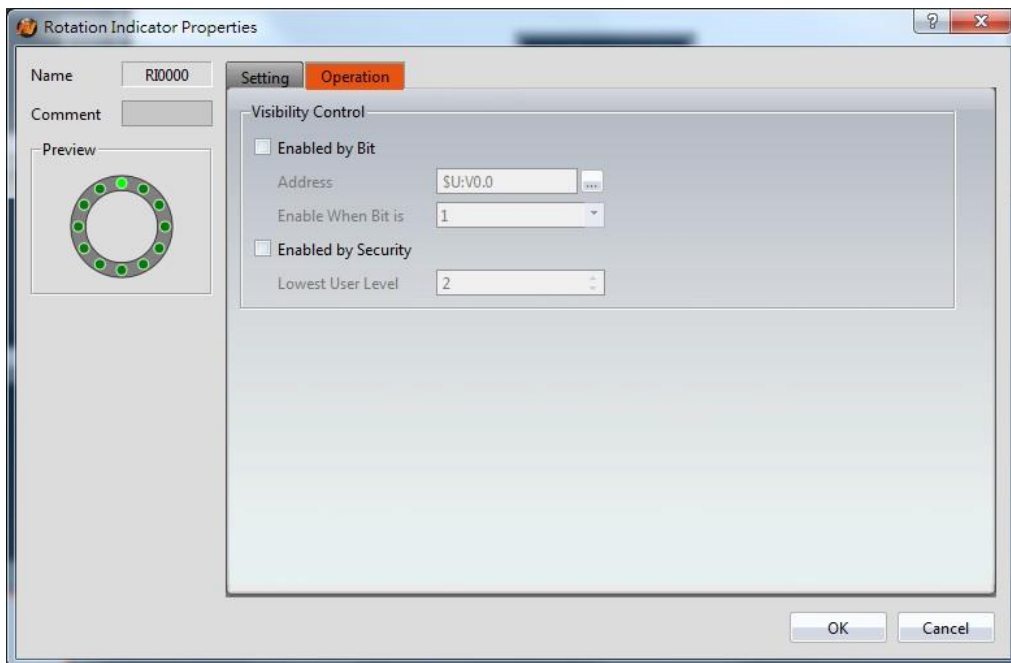 Rotation Indicator Properties
Name RI0000
Comment
Preview
Setting Operation
Visibility Control
Enabled by Bit
Address $U:V0.0 ...
Enable When Bit is 1
Enabled by Security
Lowest User Level 2
OK Cancel